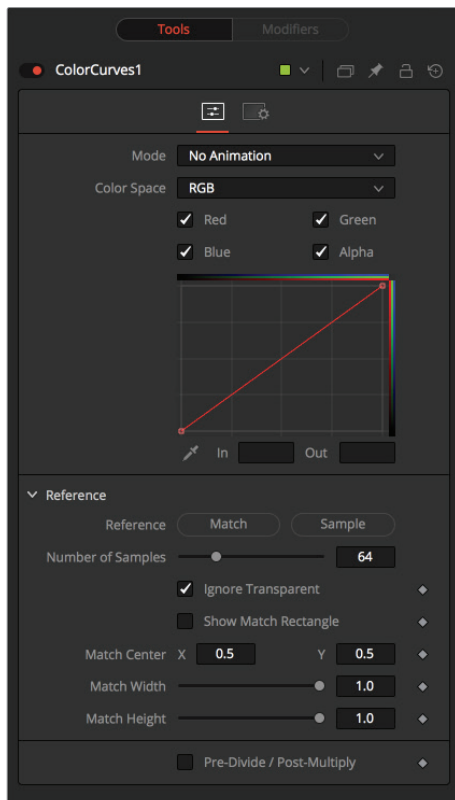 Tools Modifiers
ColorCurves1
Mode No Animation
Color Space RGB
Red Green
Blue Alpha
In Out
Reference
Reference Match Sample
Number of Samples 64
Ignore Transparent
Show Match Rectangle
Match Center X 0.5 Y 0.5
Match Width 1.0
Match Height 1.0
Pre-Divide / Post-Multiply